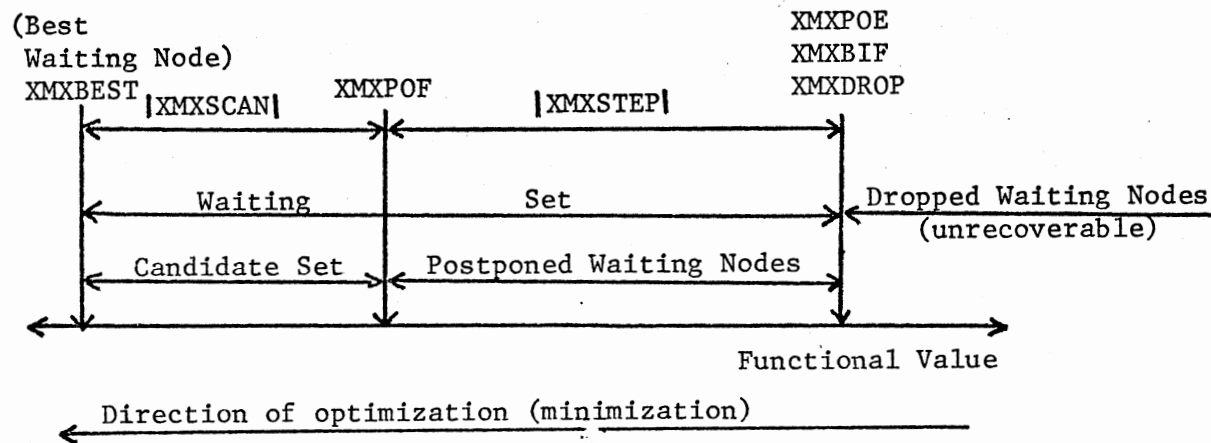 (Best
Waiting Node)
XMXBEST
|XMXSCAN|
XMXPOF
|XMXSTEP|
XMXPOE
XMXBIF
XMXDROP
Waiting Set
Dropped Waiting Nodes
(unrecoverable)
Candidate Set
Postponed Waiting Nodes
Functional Value
Direction of optimization (minimization)